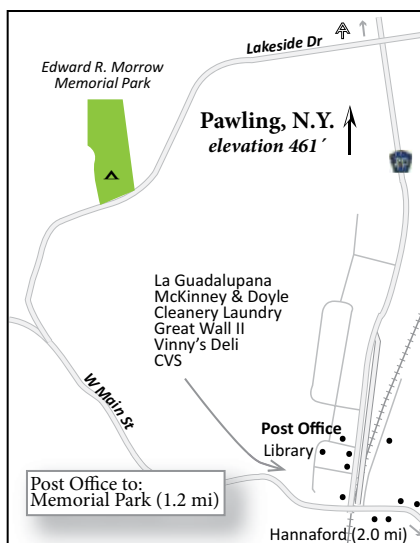 Lakeside Dr
Edward R. Morrow
Memorial Park
Pawling, N.Y.
elevation 461´
La Guadalupana
McKinney & Doyle
Cleanery Laundry
Great Wall II
Vinny's Deli
CVS
W Main St
Post Office
Library
Post Office to:
Memorial Park (1.2 mi)
Hannaford (2.0 mi)